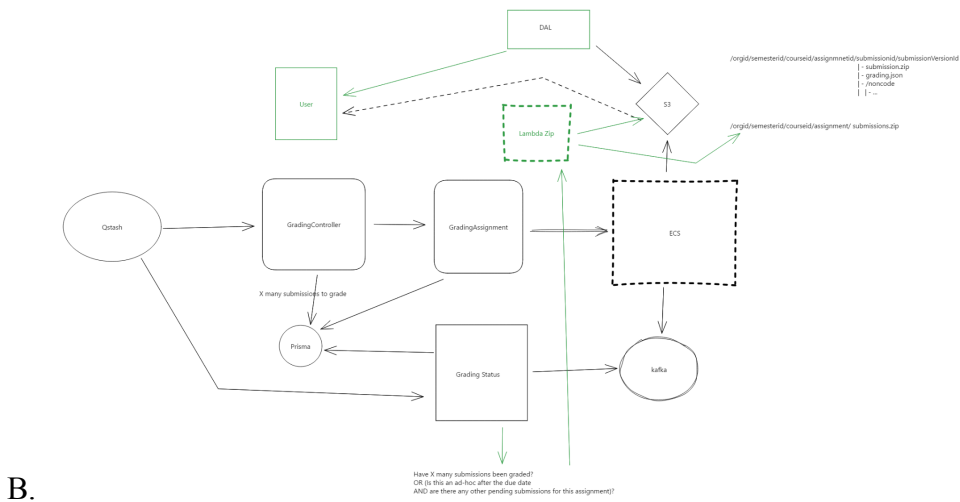 DAL
/orgid/semesterid/courseid/assignmnetid/submissionid/submissionVersionId
|- submission.zip
|- grading.json
|- /noncode
| |- ...
User
S3
Lambda Zip
/orgid/semesterid/courseid/assignment/ submissions.zip
Qstash
GradingController
GradingAssignment
ECS
X many submissions to grade
Prisma
Grading Status
kafka
Have X many submissions been graded?
OR (Is this an ad-hoc after the due date
AND are there any other pending submissions for this assignment)?
B.